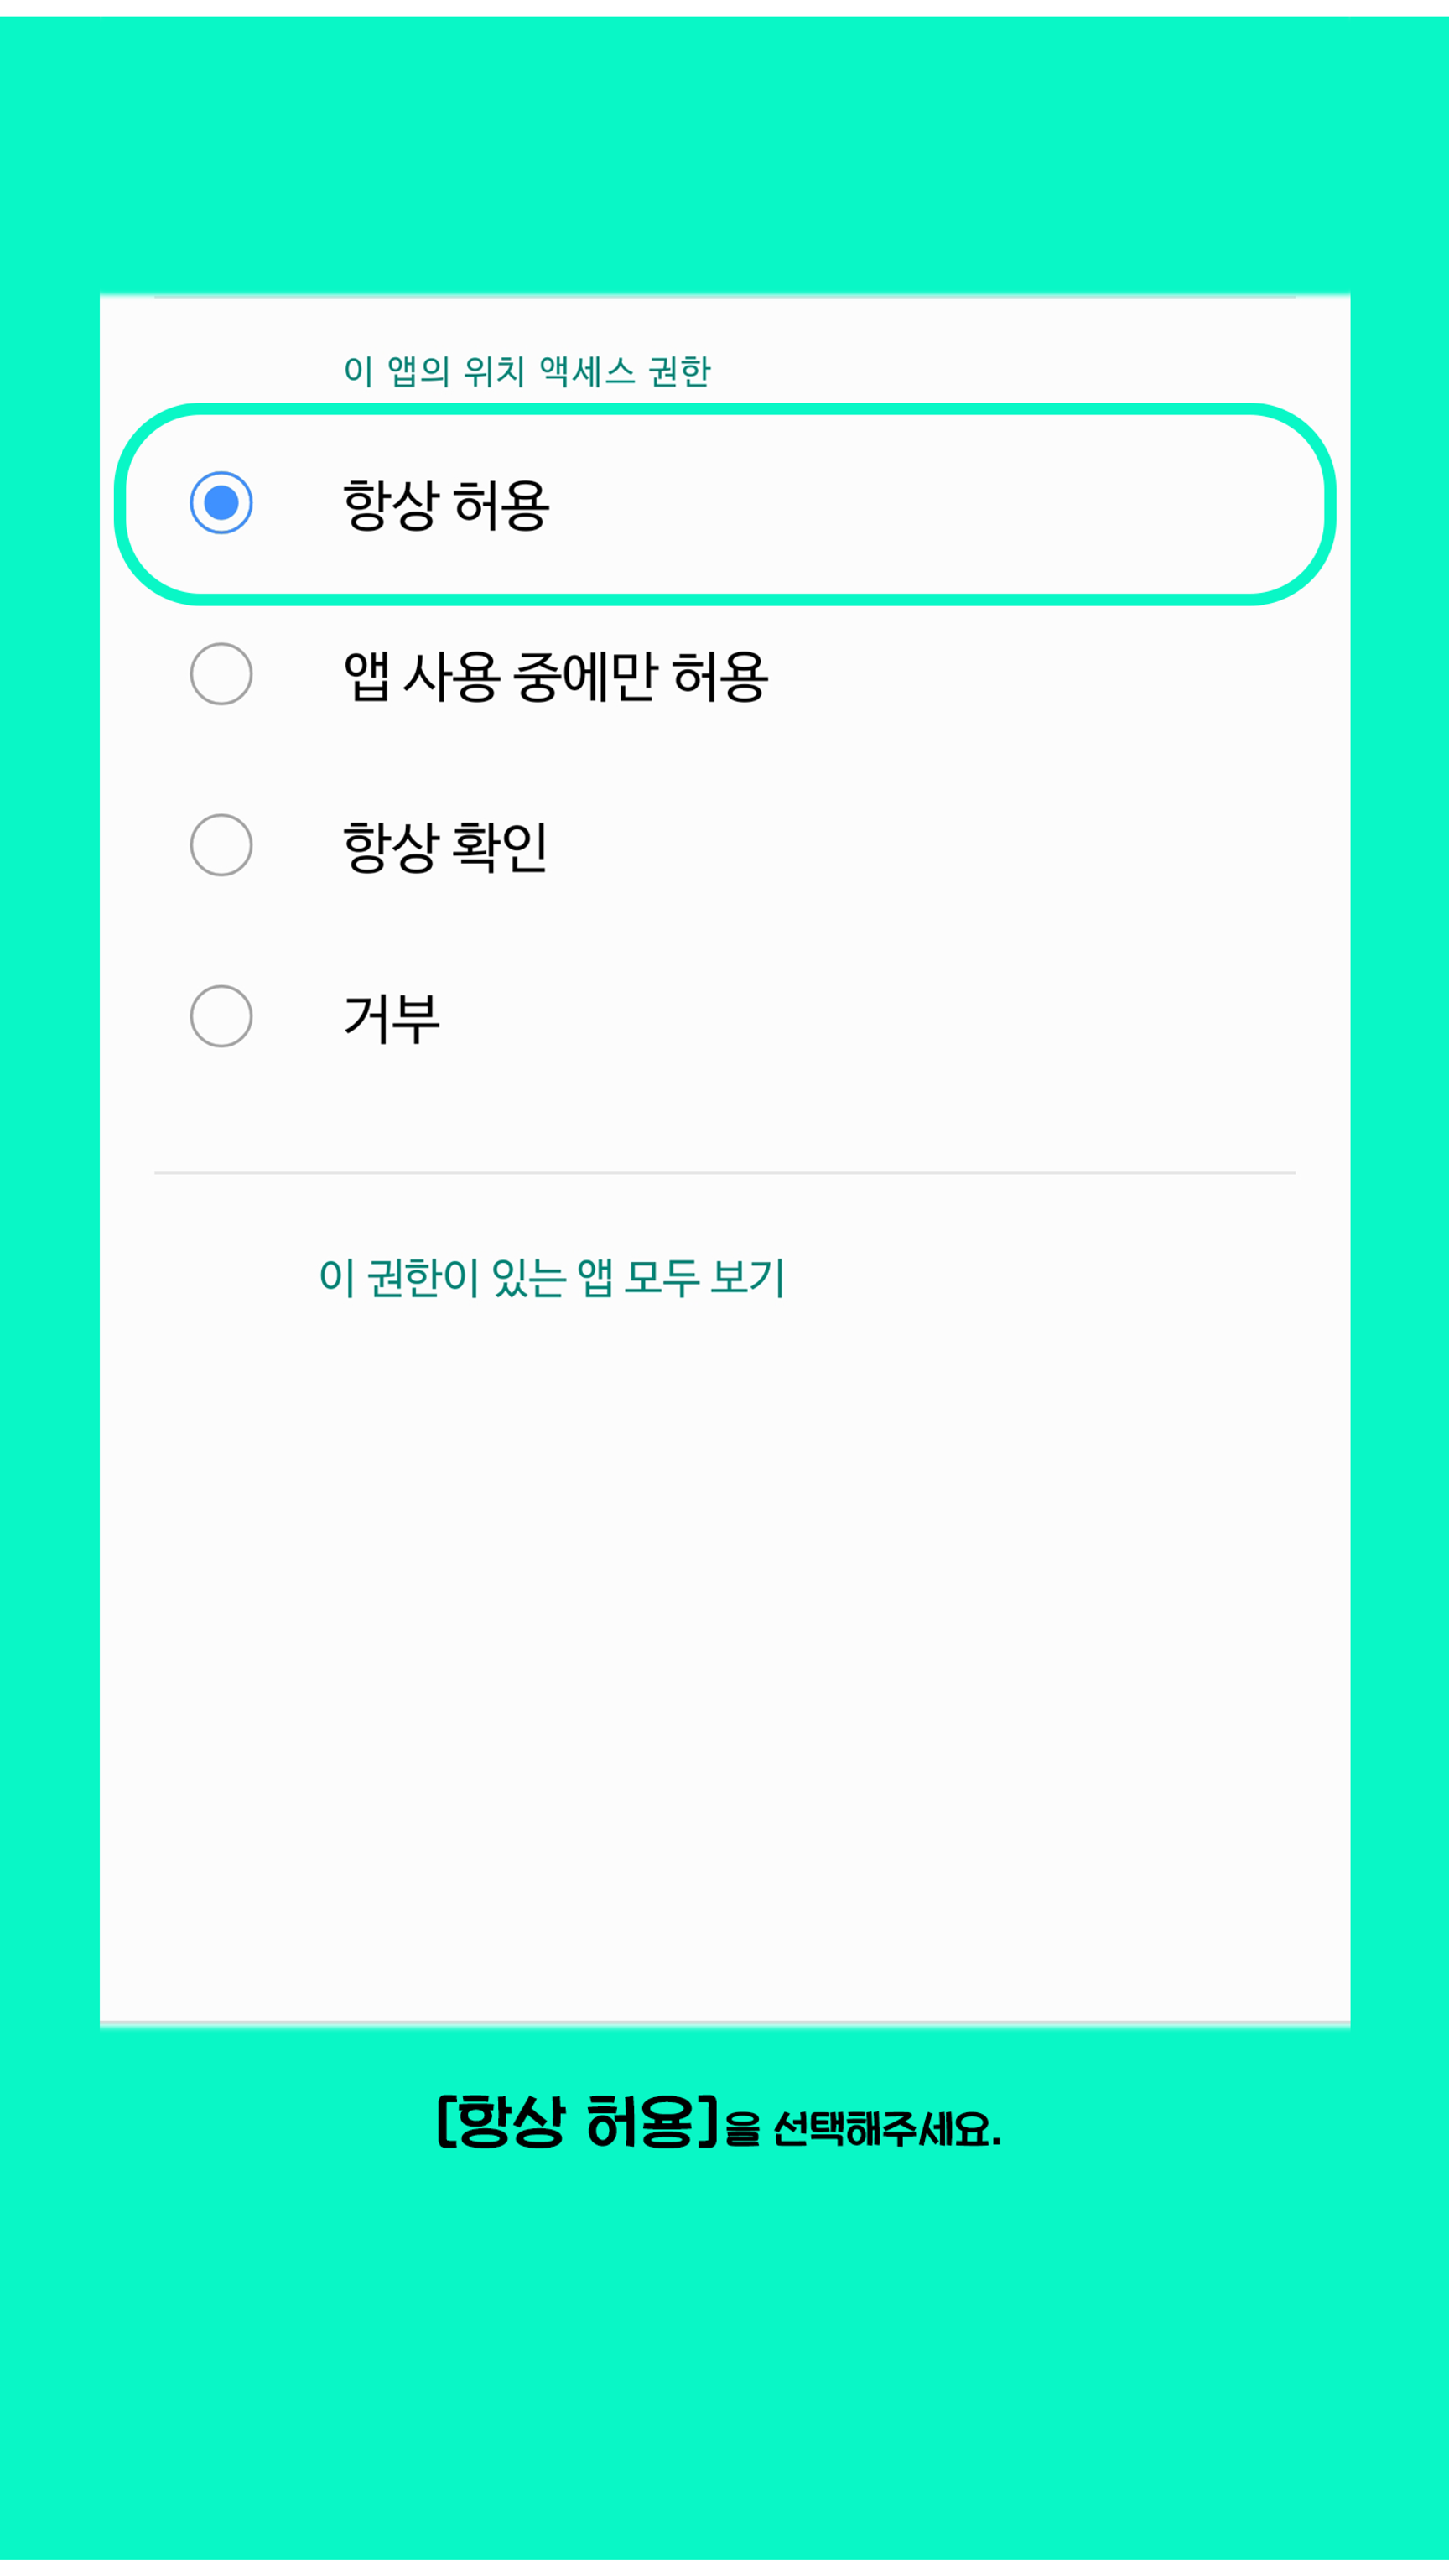 이 앱의 위치 액세스 권한
항상 허용
앱 사용 중에만 허용
항상 확인
거부
이 권한이 있는 앱 모두 보기
[항상 허용]을 선택해주세요.